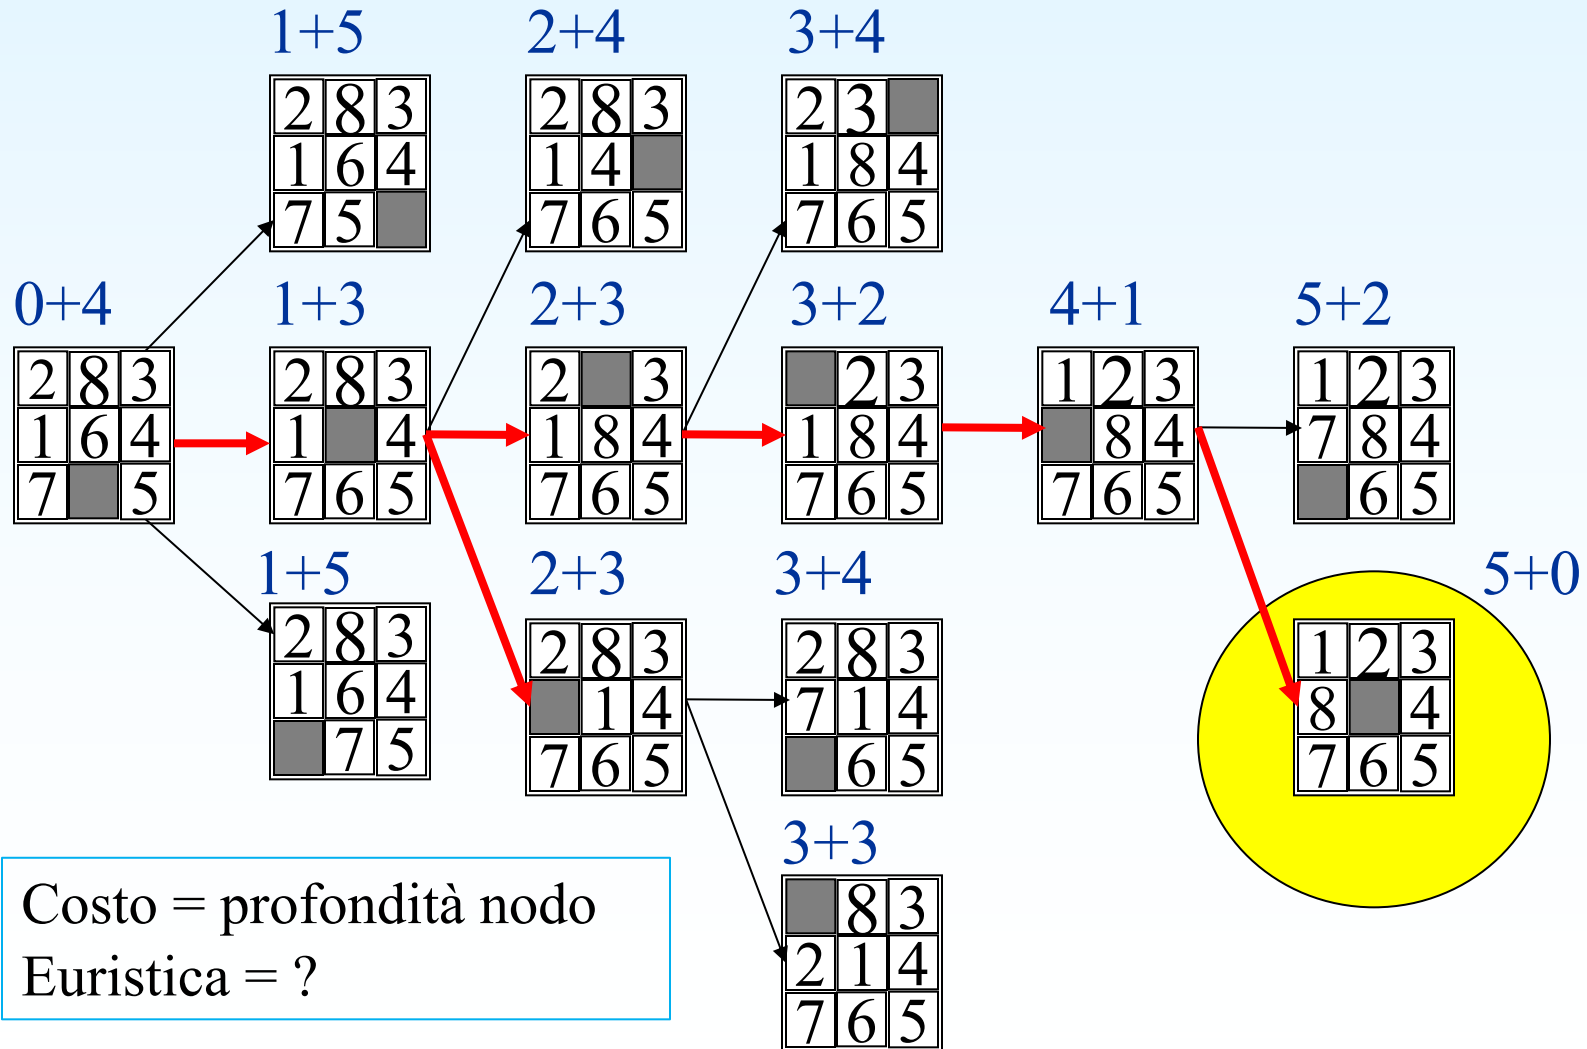 1+5 2+4 3+4
2 8 3 2 8 3 2 3
1 6 4 1 4 1 8 4
7 5 7 6 5 7 6 5
0+4 1+3 2+3 3+2 4+1 5+2
2 8 3 2 8 3 2 3 2 3 1 2 3 1 2 3
1 6 4 1 4 1 8 4 1 8 4 8 4 7 8 4
7 5 7 6 5 7 6 5 7 6 5 7 6 5 6 5
1+5 2+3 3+4 5+0
2 8 3 2 8 3 2 8 3 1 2 3
1 6 4 1 4 7 1 4 8 4
7 5 7 6 5 6 5 7 6 5
3+3
8 3
2 1 4
7 6 5
Costo = profondità nodo
Euristica = ?